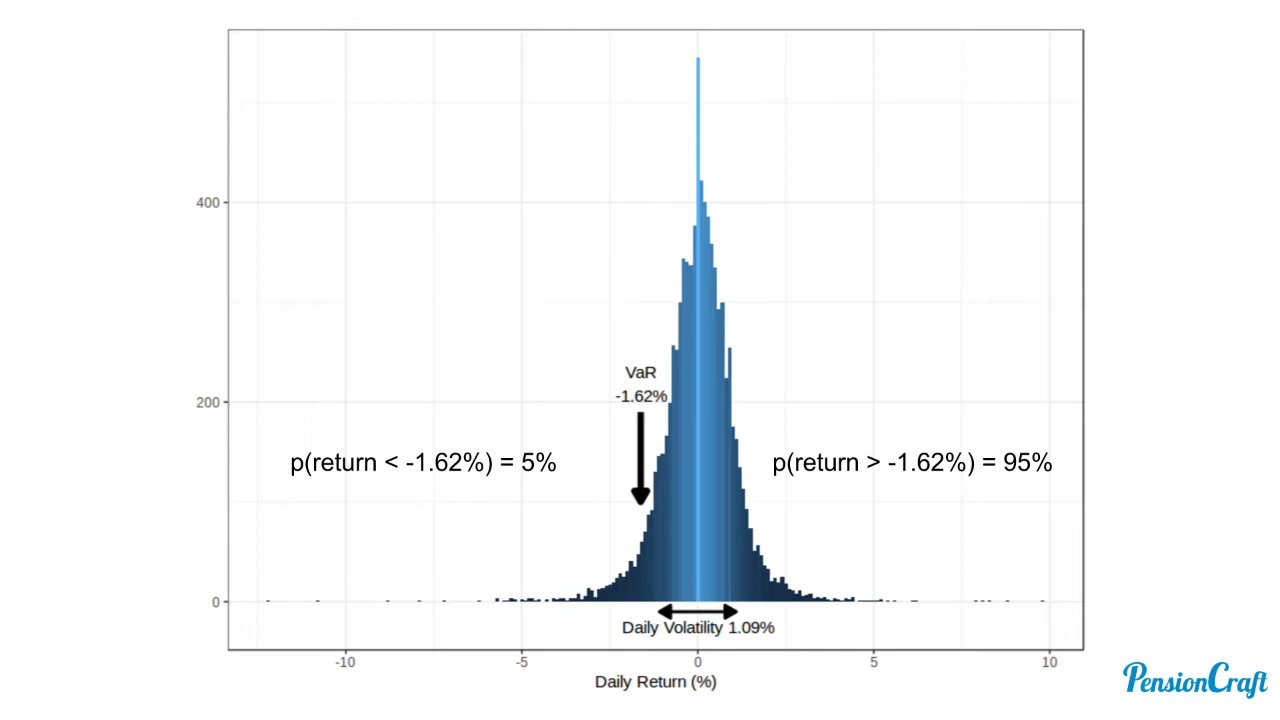 400
200
0
VaR
-1.62%
p(return < -1.62%) = 5%
p(return > -1.62%) = 95%
Daily Volatility 1.09%
-10
-5
0
5
10
Daily Return (%)
PensionCraft